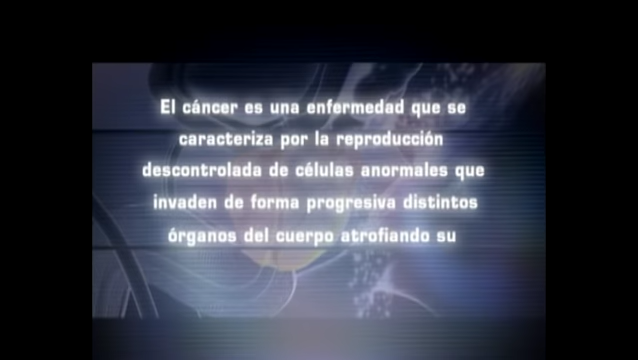 El cáncer es una enfermedad que se
caracteriza por la reproducción
descontrolada de células anormales que
invaden de forma progresiva distintos
órganos del cuerpo atrofiando su